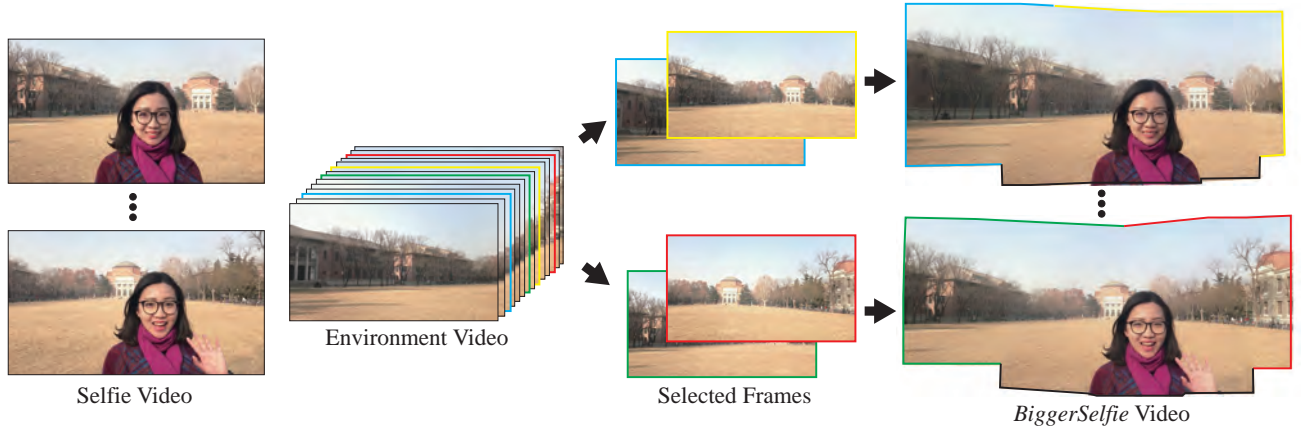 Selfie Video
Environment Video
Selected Frames
BiggerSelfie Video